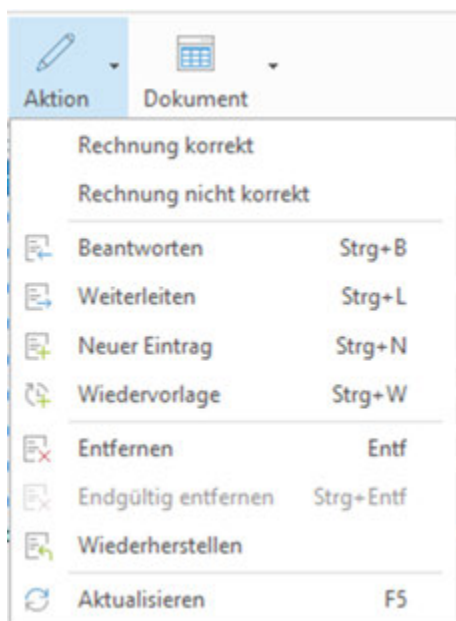 Aktion Dokument
Rechnung korrekt
Rechnung nicht korrekt
Beantworten Strg+B
Weiterleiten Strg+L
Neuer Eintrag Strg+N
Wiedervorlage Strg+W
Entfernen Entf
Endgültig entfernen Strg+Entf
Wiederherstellen
Aktualisieren F5